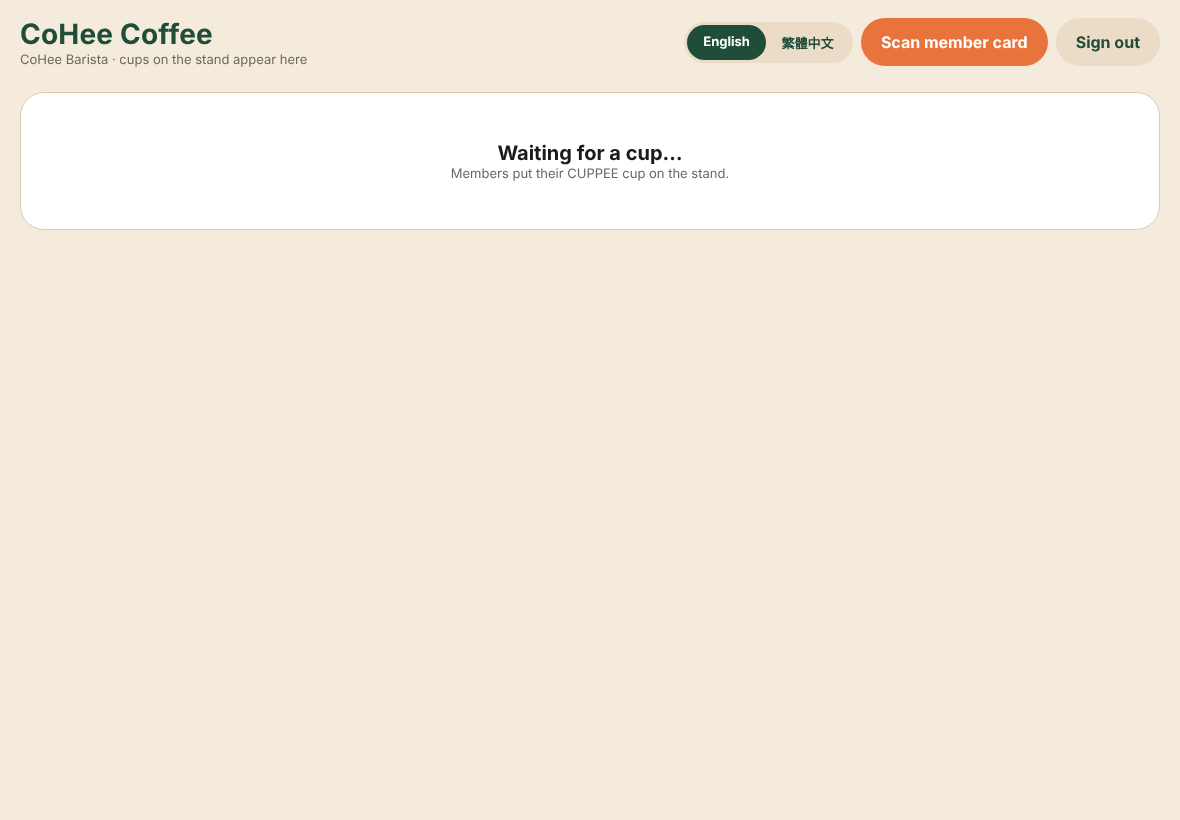 CoHee Coffee
CoHee Barista · cups on the stand appear here
English
繁體中文
Scan member card
Sign out
Waiting for a cup…
Members put their CUPPEE cup on the stand.